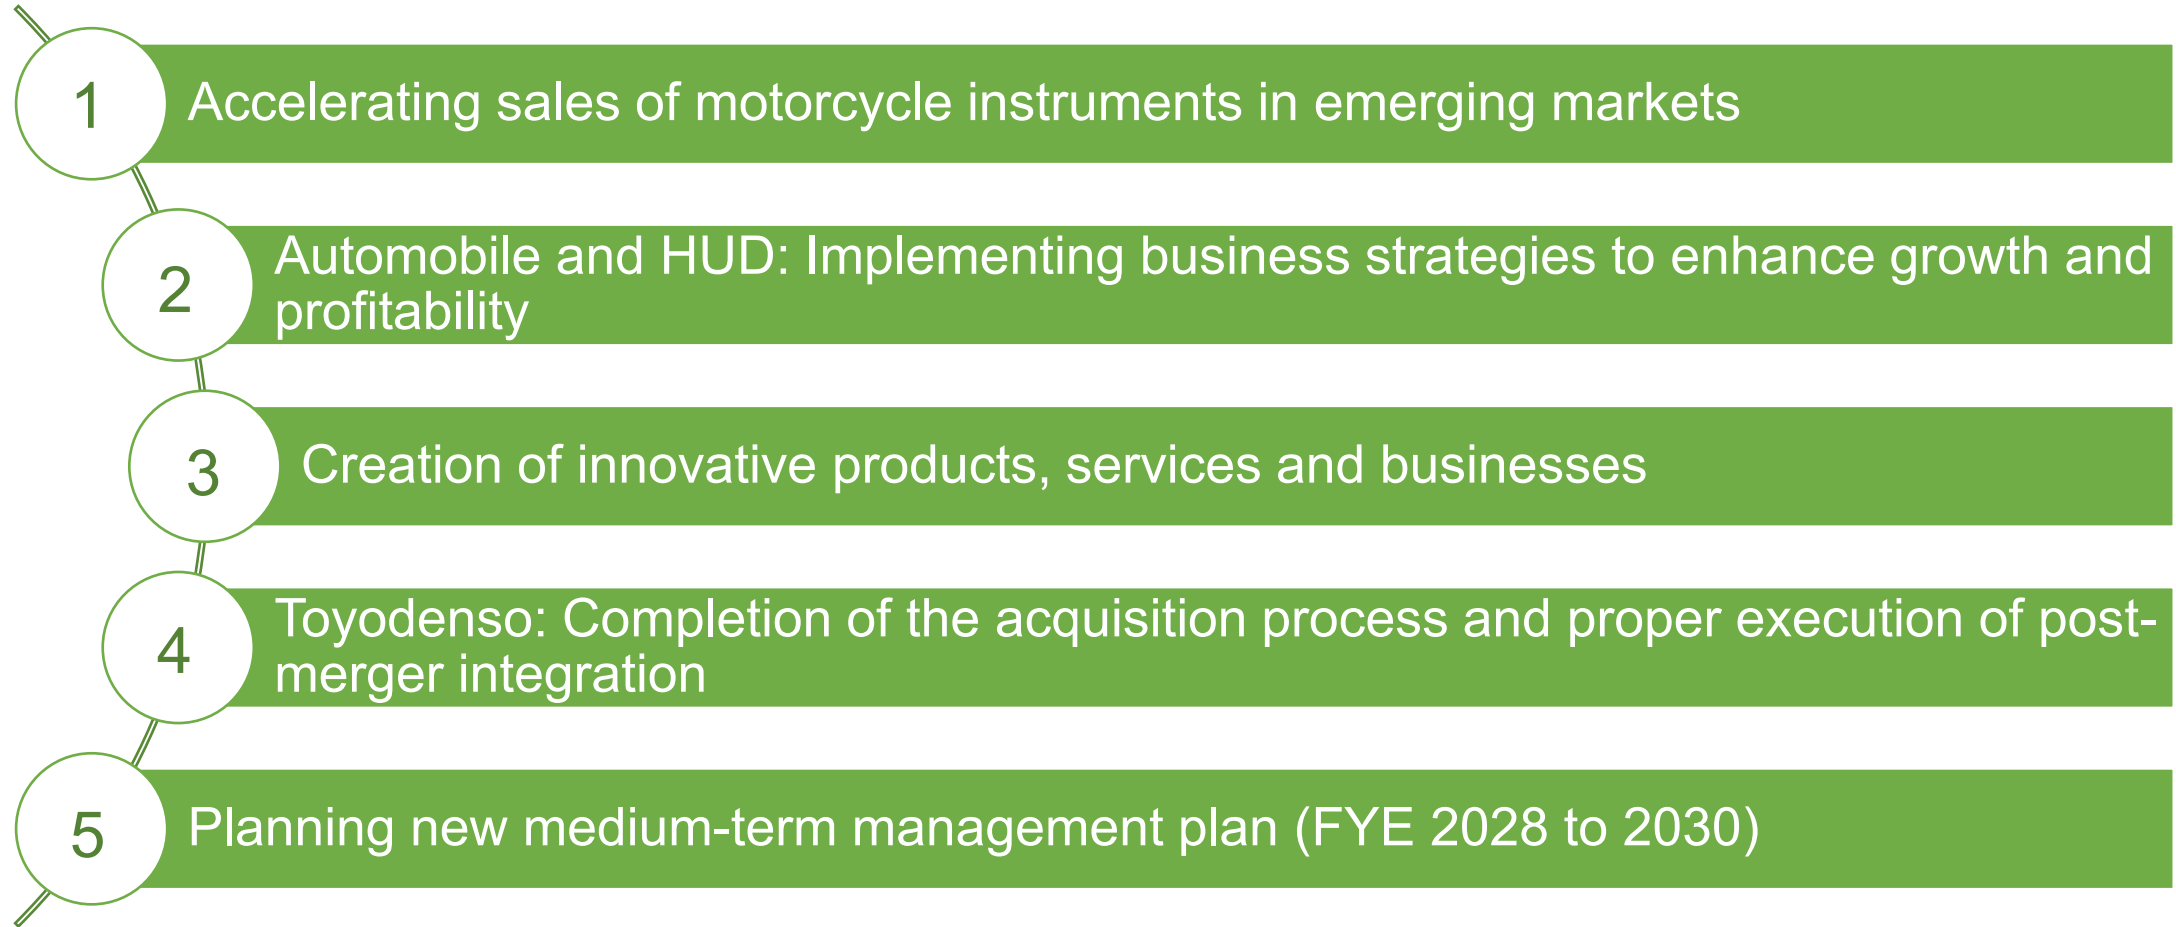 1
Accelerating sales of motorcycle instruments in emerging markets
2
Automobile and HUD: Implementing business strategies to enhance growth and
profitability
3
Creation of innovative products, services and businesses
4
Toyodenso: Completion of the acquisition process and proper execution of post-
merger integration
5
Planning new medium-term management plan (FYE 2028 to 2030)